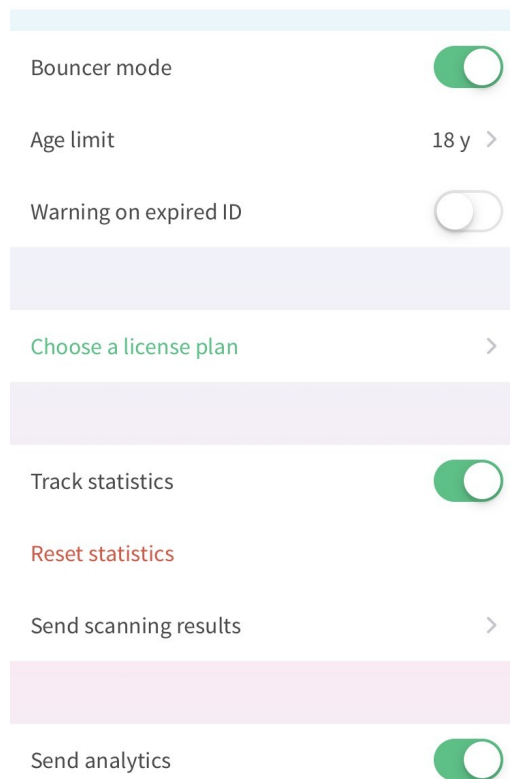 Bouncer mode
Age limit 18 y
Warning on expired ID
Choose a license plan
Track statistics
Reset statistics
Send scanning results
Send analytics